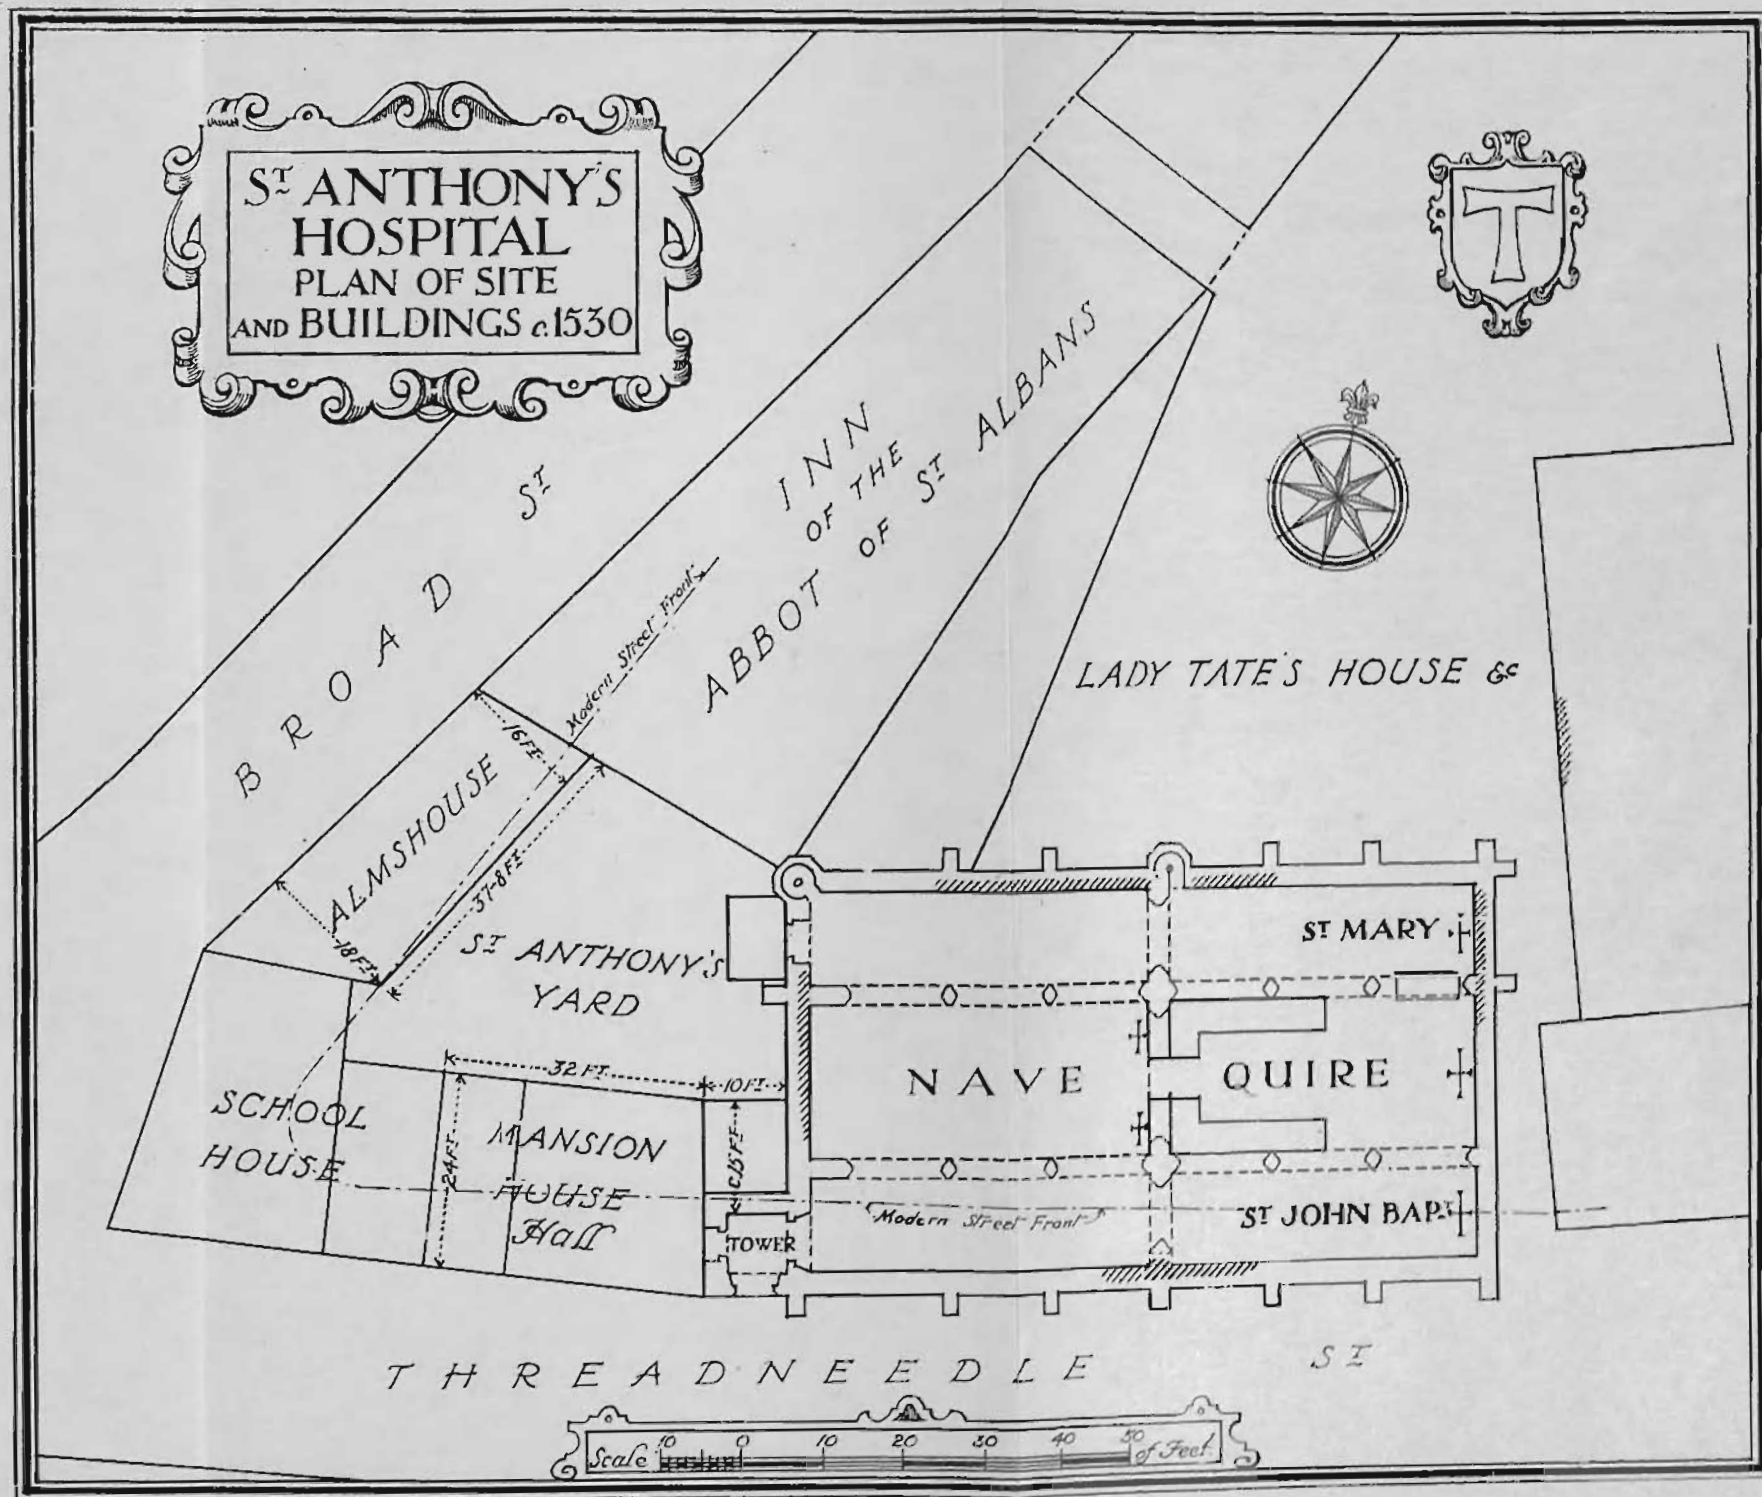 ST ANTHONY'S
HOSPITAL
PLAN OF SITE
AND BUILDINGS c.1530
T
BROAD ST
INN
OF THE
ABBOT OF ST ALBANS
Modern Street Front
LADY TATE'S HOUSE &c
16 FT
ALMSHOUSE
37-8 FT
18 FT
ST ANTHONY'S
YARD
ST MARY
NAVE
QUIRE
32 FT
10 FT
SCHOOL
HOUSE
24 FT
MANSION
HOUSE
Hall
C15 FT
TOWER
Modern Street Front
ST JOHN BAPT
THREADNEEDLE ST
Scale 10 0 10 20 30 40 50 of Feet